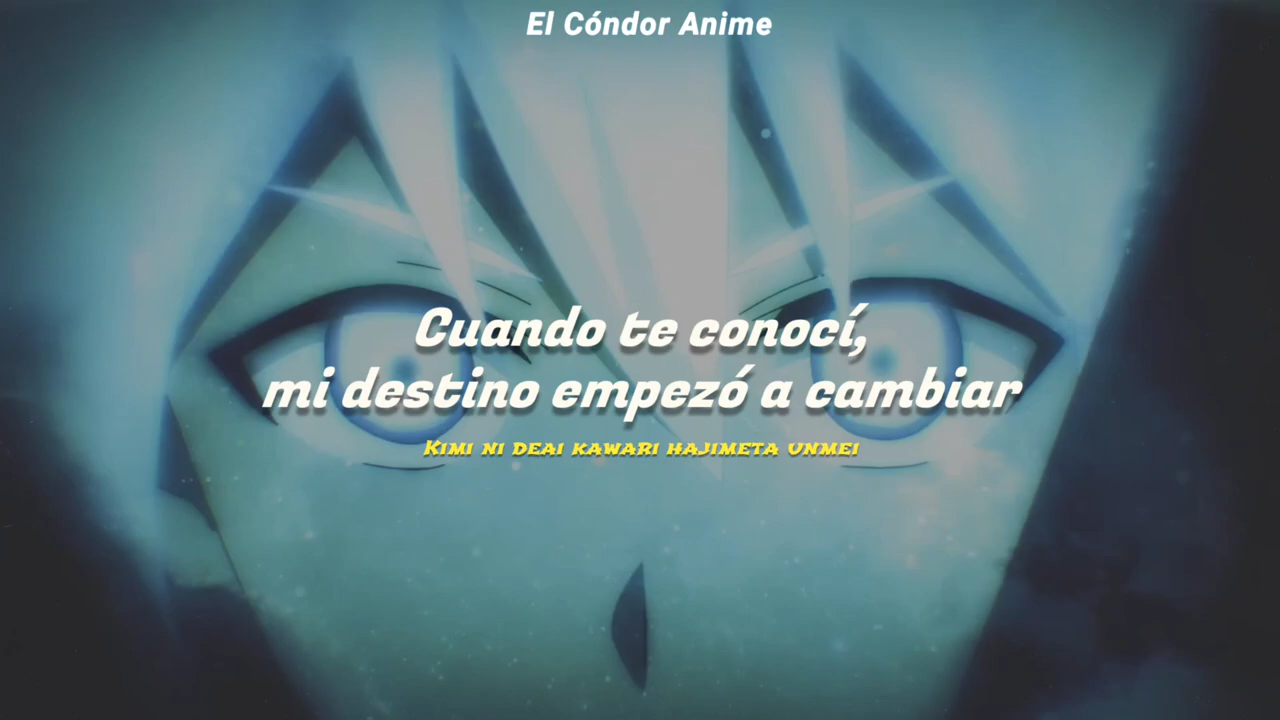 El Cóndor Anime
Cuando te conocí,
mi destino empezó a cambiar
Kimi ni deai kawari hajimeta unmei